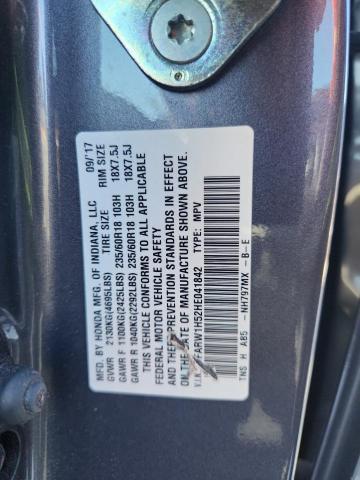 MFD. BY HONDA MFG. OF INDIANA, LLC 09/'17
GVWR 2130KG(4695LBS) TIRE SIZE RIM SIZE
GAWR F 1100KG(2425LBS) 235/60R18 103H 18X7.5J
GAWR R 1040KG(2292LBS) 235/60R18 103H 18X7.5J
THIS VEHICLE CONFORMS TO ALL APPLICABLE
FEDERAL MOTOR VEHICLE SAFETY
AND THEFT PREVENTION STANDARDS IN EFFECT
ON THE DATE OF MANUFACTURE SHOWN ABOVE.
V.I.N. ARW1H52HE041842 TYPE: MPV
TNS H A85 -NH797MX -B-E